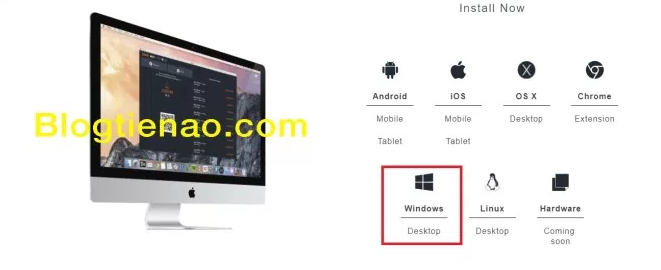 Install Now
Blogtienao.com
Android
iOS
OS X
Chrome
Mobile
Mobile
Desktop
Extension
Tablet
Tablet
Windows
Linux
Hardware
Desktop
Desktop
Coming
soon